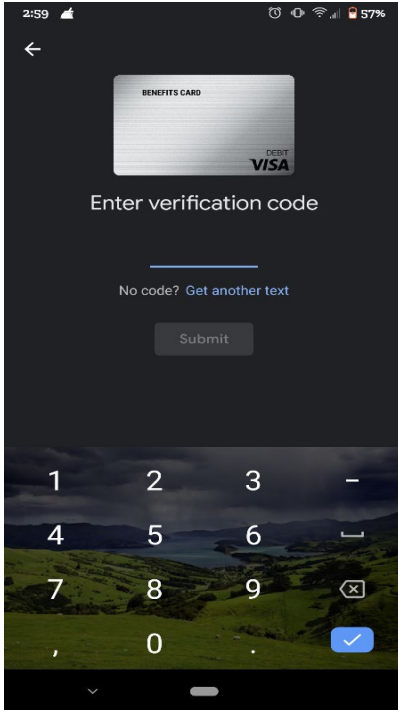 2:59 57%
BENEFITS CARD
DEBIT
VISA
Enter verification code
No code? Get another text
Submit
1 2 3 -
4 5 6
7 8 9
, 0 .